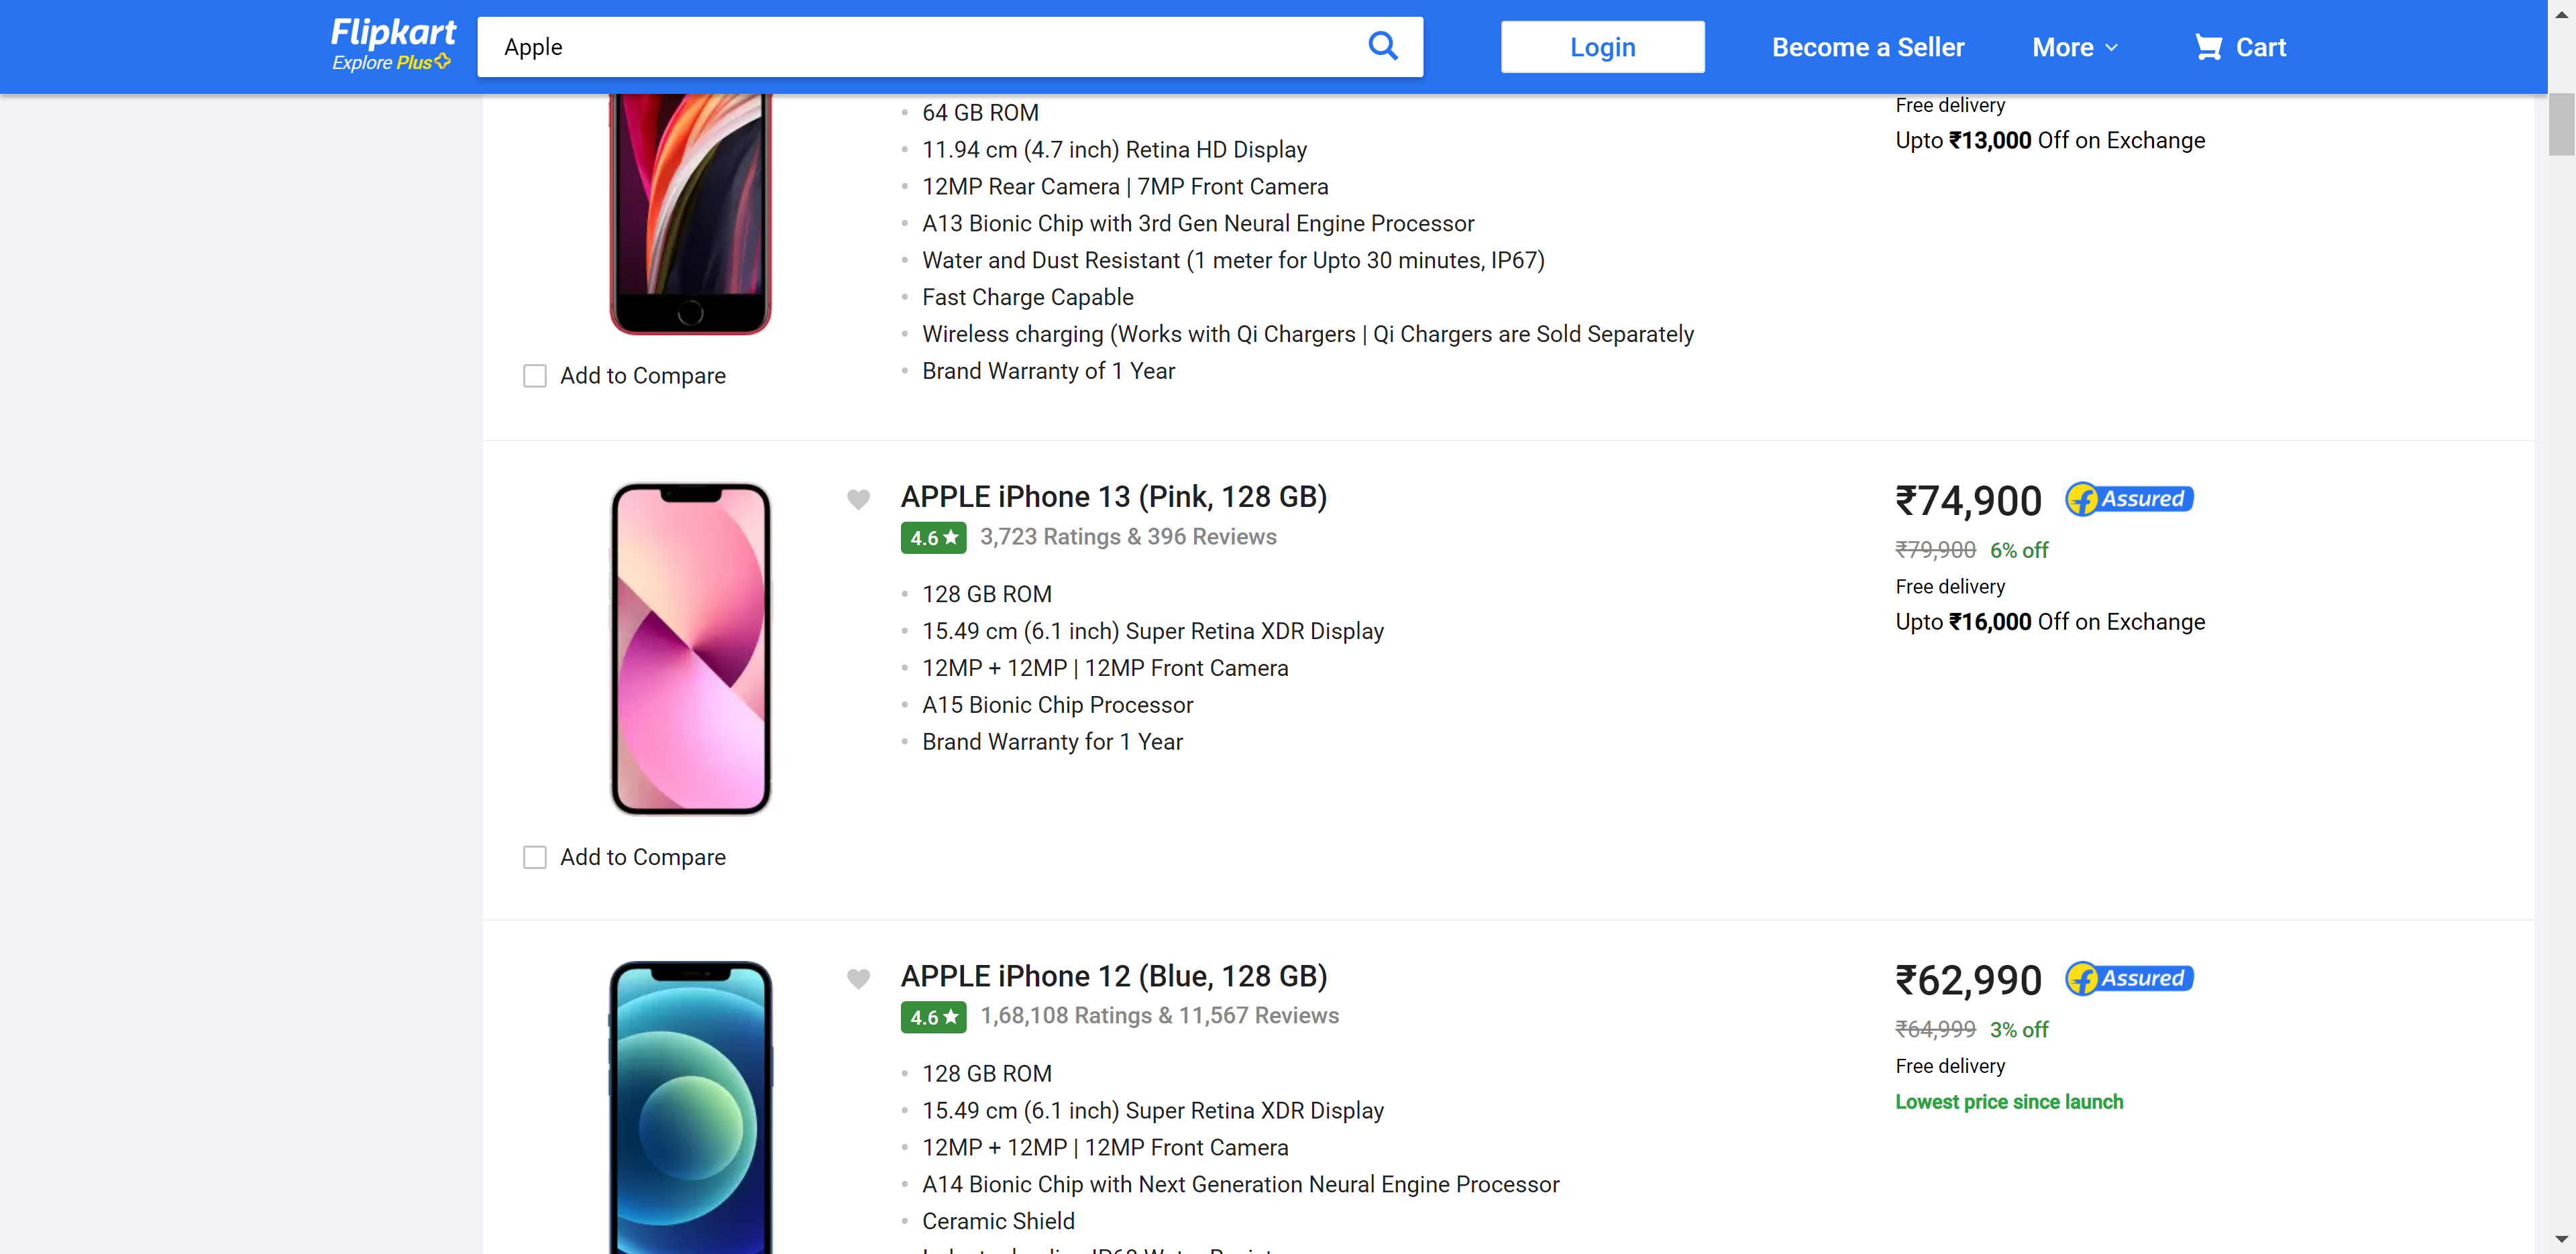 Flipkart
Explore Plus
Apple
Login
Become a Seller
More
Cart
64 GB ROM
11.94 cm (4.7 inch) Retina HD Display
12MP Rear Camera | 7MP Front Camera
A13 Bionic Chip with 3rd Gen Neural Engine Processor
Water and Dust Resistant (1 meter for Upto 30 minutes, IP67)
Fast Charge Capable
Wireless charging (Works with Qi Chargers | Qi Chargers are Sold Separately
Brand Warranty of 1 Year
Free delivery
Upto ₹13,000 Off on Exchange
Add to Compare
APPLE iPhone 13 (Pink, 128 GB)
4.6★ 3,723 Ratings & 396 Reviews
128 GB ROM
15.49 cm (6.1 inch) Super Retina XDR Display
12MP + 12MP | 12MP Front Camera
A15 Bionic Chip Processor
Brand Warranty for 1 Year
₹74,900 Assured
₹79,900 6% off
Free delivery
Upto ₹16,000 Off on Exchange
Add to Compare
APPLE iPhone 12 (Blue, 128 GB)
4.6★ 1,68,108 Ratings & 11,567 Reviews
128 GB ROM
15.49 cm (6.1 inch) Super Retina XDR Display
12MP + 12MP | 12MP Front Camera
A14 Bionic Chip with Next Generation Neural Engine Processor
Ceramic Shield
₹62,990 Assured
₹64,999 3% off
Free delivery
Lowest price since launch